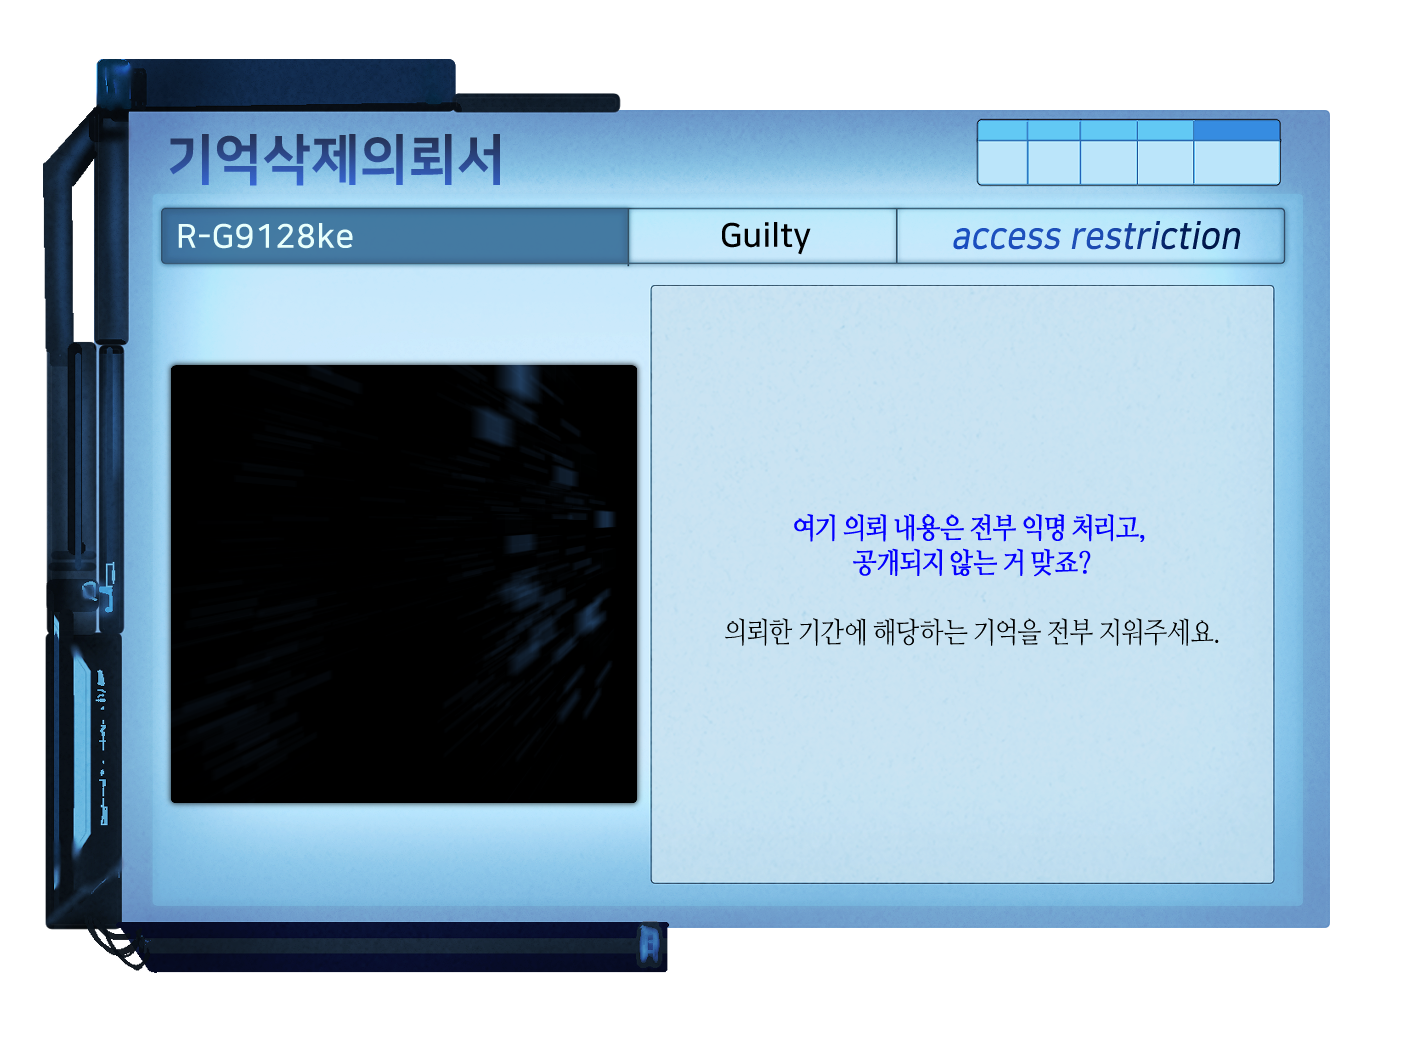 기억삭제의뢰서
R-G9128ke
Guilty
access restriction
여기 의뢰 내용은 전부 익명 처리고,
공개되지 않는 거 맞죠?
의뢰한 기간에 해당하는 기억을 전부 지워주세요.